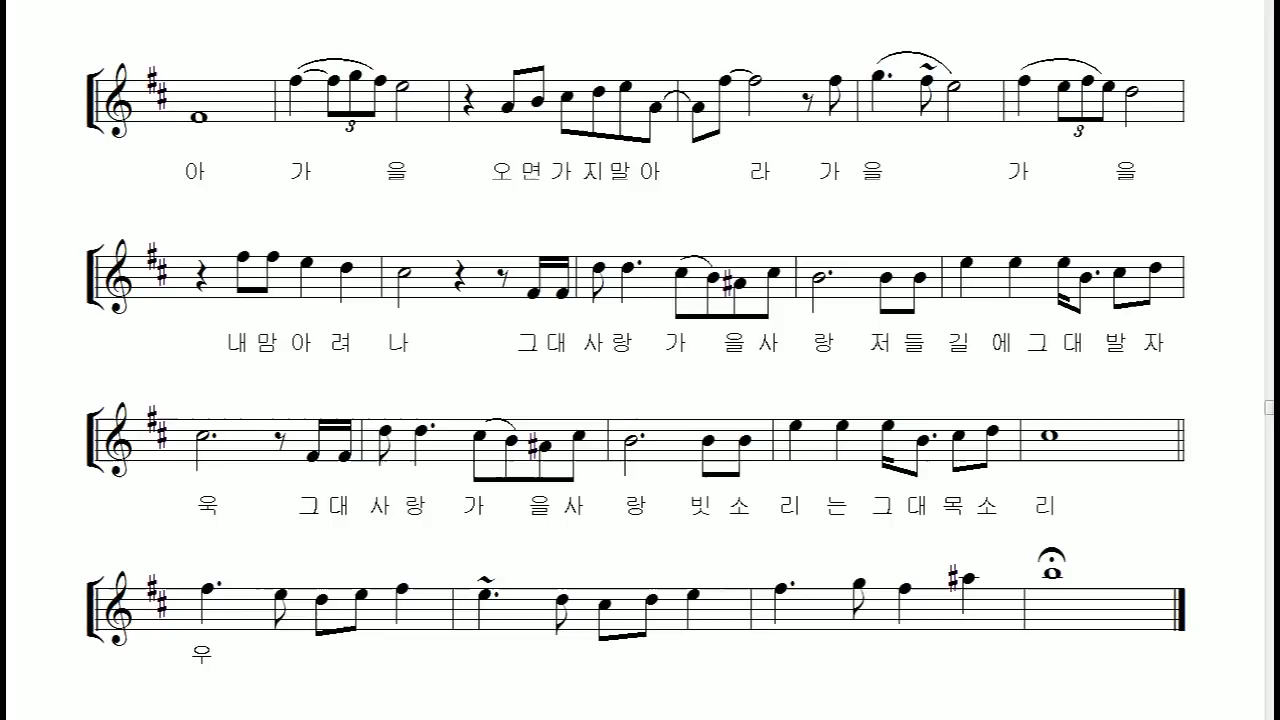 3 3
아 가 을 오 면 가 지 말 아 라 가 을 가 을
내 맘 아 려 나 그 대 사 랑 가 을 사 랑 저 들 길 에 그 대 발 자
욱 그 대 사 랑 가 을 사 랑 빗 소 리 는 그 대 목 소 리
우